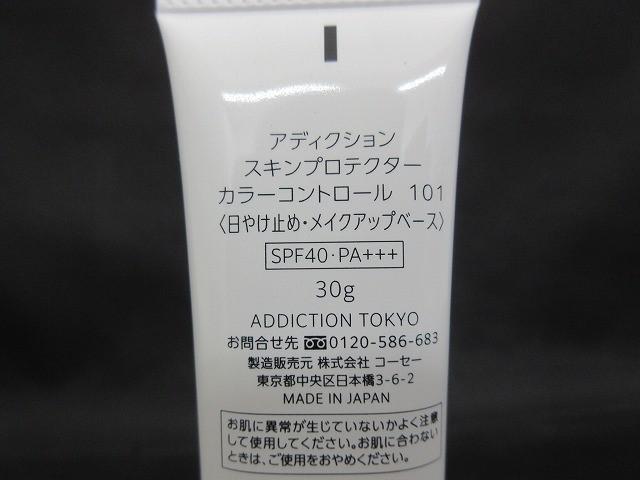 アディクション
スキンプロテクター
カラーコントロール 101
〈日やけ止め・メイクアップベース〉
SPF40・PA+++
30g
ADDICTION TOKYO
お問合せ先 0120-586-683
製造販売元 株式会社 コーセー
東京都中央区日本橋3-6-2
MADE IN JAPAN
お肌に異常が生じていないかよく注意
して使用してください。お肌に合わない
ときは、ご使用をおやめください。